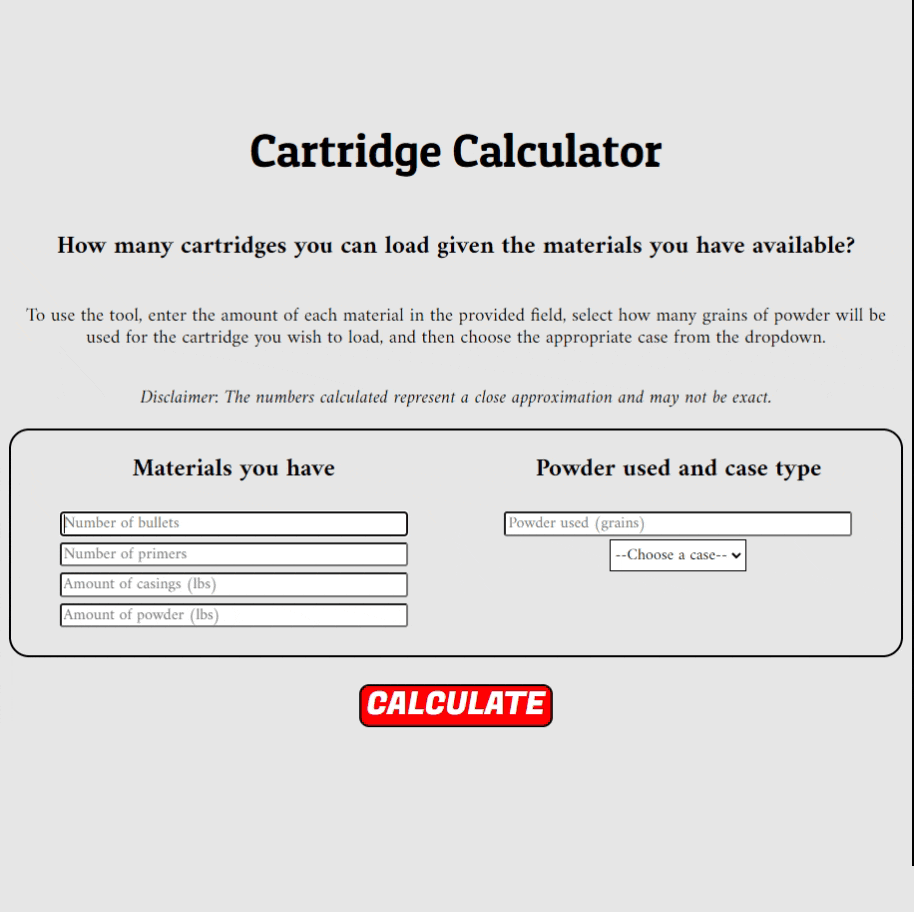 Cartridge Calculator
How many cartridges you can load given the materials you have available?
To use the tool, enter the amount of each material in the provided field, select how many grains of powder will be
used for the cartridge you wish to load, and then choose the appropriate case from the dropdown.
Disclaimer: The numbers calculated represent a close approximation and may not be exact.
Materials you have
Number of bullets
Number of primers
Amount of casings (lbs)
Amount of powder (lbs)
Powder used and case type
Powder used (grains)
--Choose a case--
CALCULATE